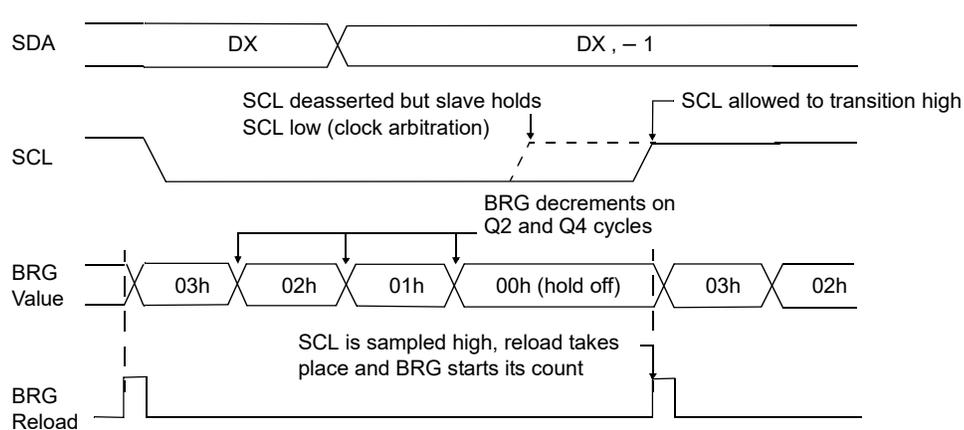 SDA
DX
DX , – 1
SCL deasserted but slave holds
SCL low (clock arbitration)
SCL allowed to transition high
SCL
BRG decrements on
Q2 and Q4 cycles
BRG
Value
03h
02h
01h
00h (hold off)
03h
02h
SCL is sampled high, reload takes
place and BRG starts its count
BRG
Reload